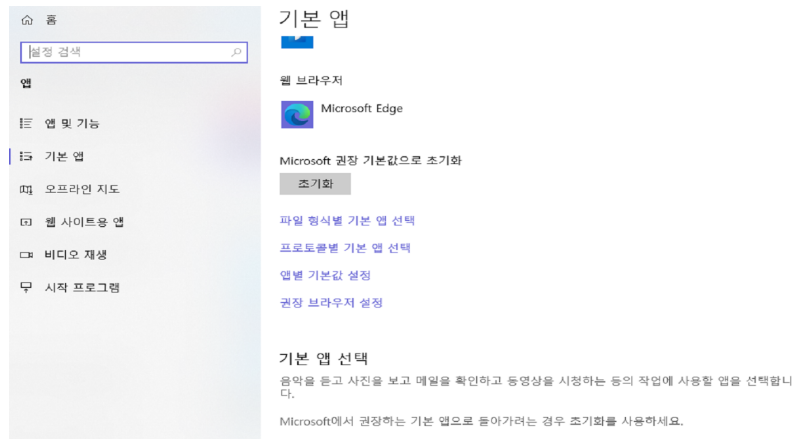 홈
설정 검색
앱
앱 및 기능
기본 앱
오프라인 지도
웹 사이트용 앱
비디오 재생
시작 프로그램
기본 앱
웹 브라우저
Microsoft Edge
Microsoft 권장 기본값으로 초기화
초기화
파일 형식별 기본 앱 선택
프로토콜별 기본 앱 선택
앱별 기본값 설정
권장 브라우저 설정
기본 앱 선택
음악을 듣고 사진을 보고 메일을 확인하고 동영상을 시청하는 등의 작업에 사용할 앱을 선택합니
다.
Microsoft에서 권장하는 기본 앱으로 돌아가려는 경우 초기화를 사용하세요.